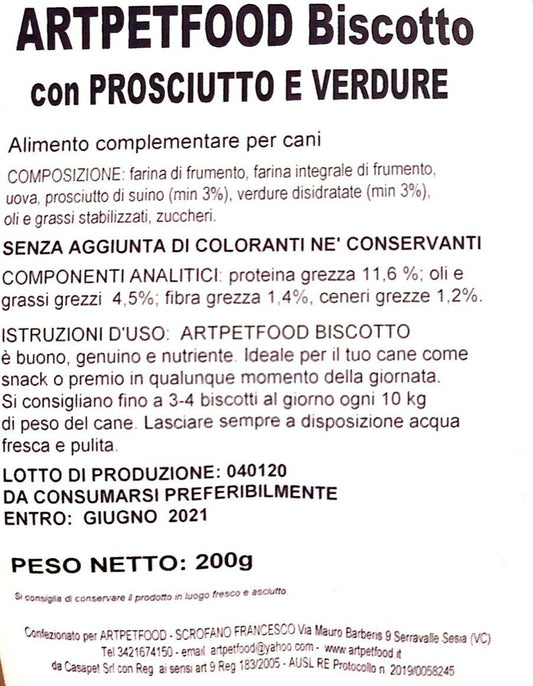 ARTPETFOOD Biscotto
con PROSCIUTTO E VERDURE
Alimento complementare per cani
COMPOSIZIONE: farina di frumento, farina integrale di frumento,
uova, prosciutto di suino (min 3%), verdure disidratate (min 3%),
oli e grassi stabilizzati, zuccheri.
SENZA AGGIUNTA DI COLORANTI NE' CONSERVANTI
COMPONENTI ANALITICI: proteina grezza 11,6 %; oli e
grassi grezzi 4,5%; fibra grezza 1,4%, ceneri grezze 1,2%.
ISTRUZIONI D'USO: ARTPETFOOD BISCOTTO
è buono, genuino e nutriente. Ideale per il tuo cane come
snack o premio in qualunque momento della giornata.
Si consigliano fino a 3-4 biscotti al giorno ogni 10 kg
di peso del cane. Lasciare sempre a disposizione acqua
fresca e pulita.
LOTTO DI PRODUZIONE: 040120
DA CONSUMARSI PREFERIBILMENTE
ENTRO: GIUGNO 2021
PESO NETTO: 200g
Si consiglia di conservare il prodotto in luogo fresco e asciutto.
Confezionato per ARTPETFOOD - SCROFANO FRANCESCO Via Mauro Barberis 9 Serravalle Sesia (VC)
Tel 3421674150 - email artpetfood@yahoo.com - www.artpetfood.it
da Casapet Srl con Reg. ai sensi art 9 Reg 183/2005 - AUSL RE Protocollo n. 2019/0058245